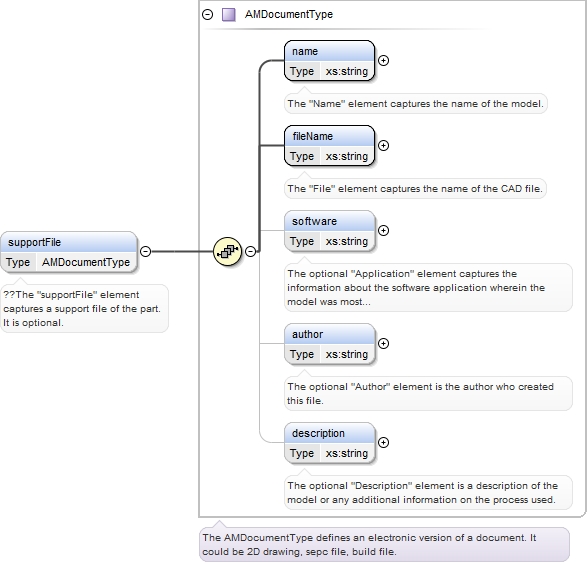 AMDocumentType
name
Type xs:string
The "Name" element captures the name of the model.
fileName
Type xs:string
The "File" element captures the name of the CAD file.
software
Type xs:string
The optional "Application" element captures the
information about the software application wherein the
model was most...
supportFile
Type AMDocumentType
??The "supportFile" element
captures a support file of the part.
It is optional.
author
Type xs:string
The optional "Author" element is the author who created
this file.
description
Type xs:string
The optional "Description" element is a description of the
model or any additional information on the process used.
The AMDocumentType defines an electronic version of a document. It
could be 2D drawing, sepc file, build file.